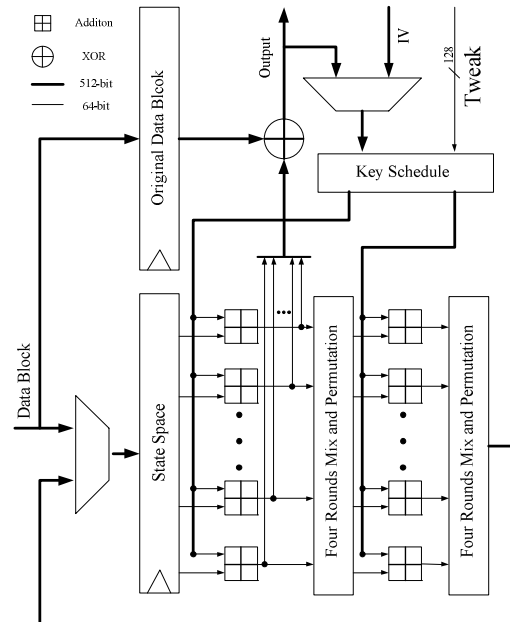 Additon
XOR
512-bit
64-bit
Output
IV
128
Tweak
Original Data Blcok
Key Schedule
Data Block
State Space
Four Rounds Mix and Permutation
Four Rounds Mix and Permutation